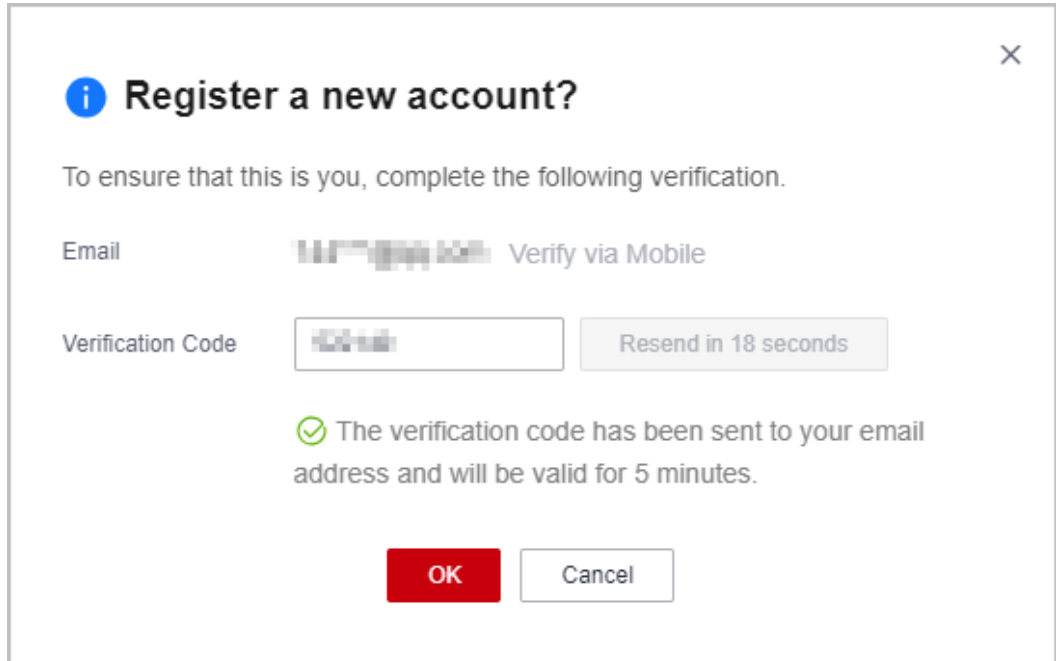 Register a new account?
To ensure that this is you, complete the following verification.
Email Verify via Mobile
Verification Code Resend in 18 seconds
The verification code has been sent to your email
address and will be valid for 5 minutes.
OK Cancel